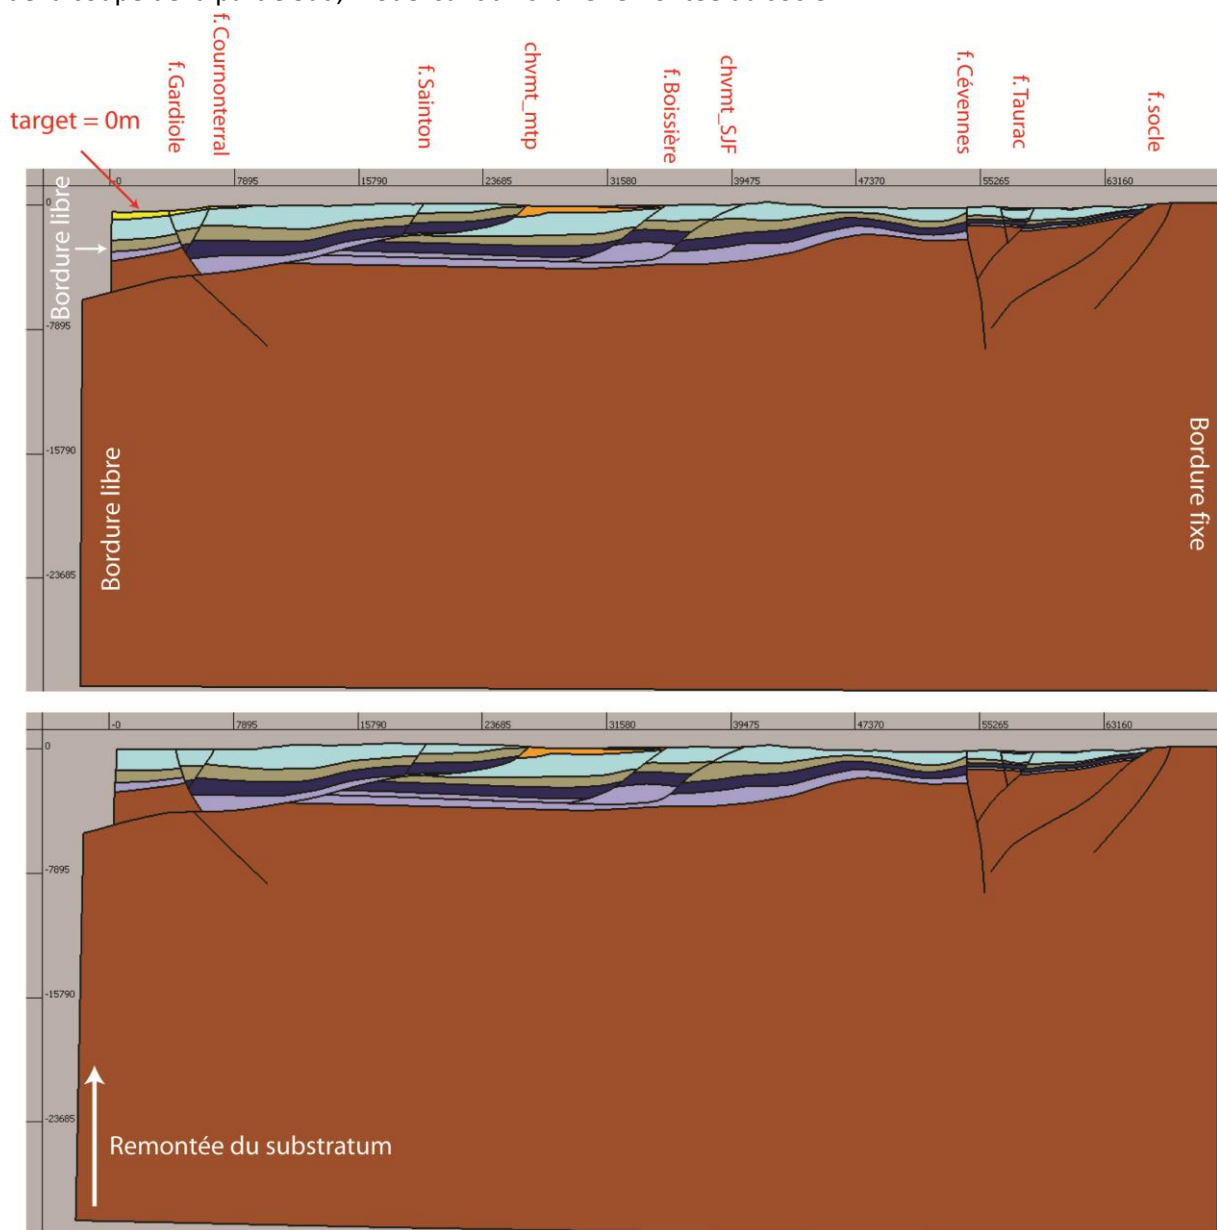 f.Gardiole
f.Cournonterral
f.Sainton
chvmt_mtp
f.Boissière
chvmt_SJF
f.Cévennes
f.Taurac
f.socle
target = 0m
-0 7895 15790 23685 31580 39475 47370 55265 63160
0
-7895
-15790
-23685
Bordure libre
Bordure libre
Bordure fixe
-0 7895 15790 23685 31580 39475 47370 55265 63160
0
-7895
-15790
-23685
Remontée du substratum